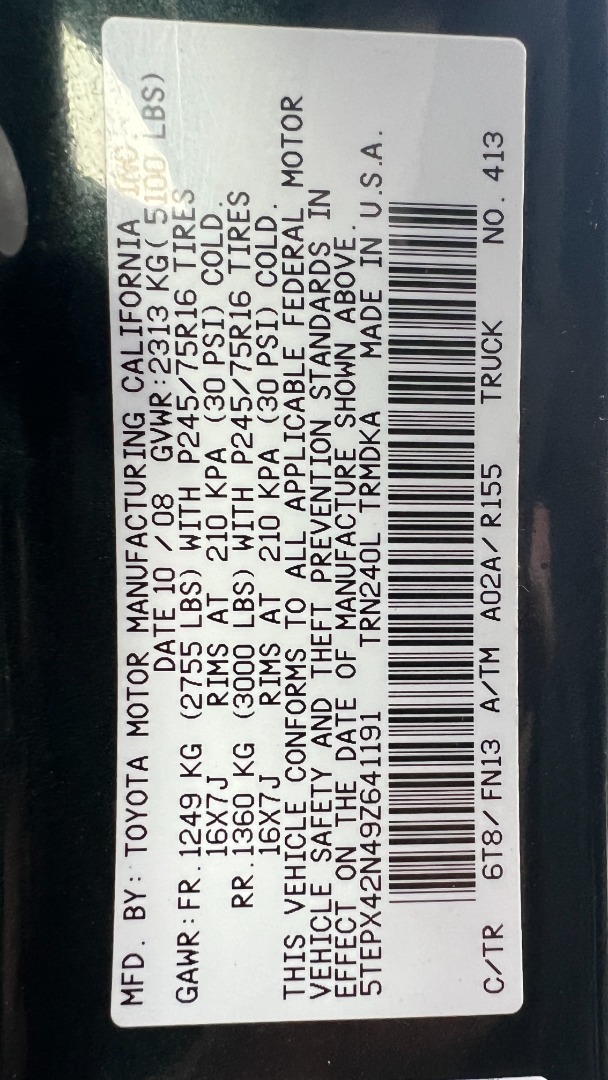 MFD. BY: TOYOTA MOTOR MANUFACTURING CALIFORNIA INC.
DATE 10 / 08 GVWR:2313 KG( 5100 LBS)
GAWR:FR. 1249 KG (2755 LBS) WITH P245/75R16 TIRES
16X7J RIMS AT 210 KPA (30 PSI) COLD.
RR. 1360 KG (3000 LBS) WITH P245/75R16 TIRES
16X7J RIMS AT 210 KPA (30 PSI) COLD.
THIS VEHICLE CONFORMS TO ALL APPLICABLE FEDERAL MOTOR
VEHICLE SAFETY AND THEFT PREVENTION STANDARDS IN
EFFECT ON THE DATE OF MANUFACTURE SHOWN ABOVE.
5TEPX42N49Z641191 TRN240L TRMDKA MADE IN U.S.A.
C/TR 6T8/ FN13 A/TM A02A/ R155 TRUCK NO. 413